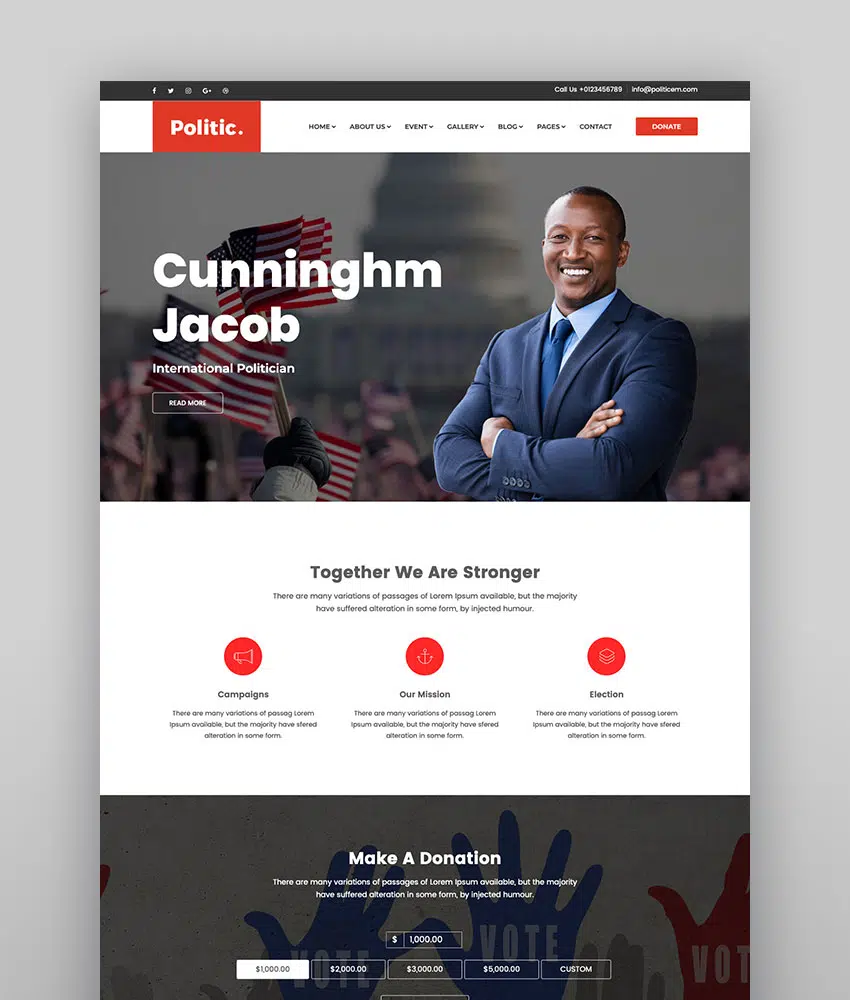 Call Us +0123456789 info@politicem.com
Politic.
HOME ABOUT US EVENT GALLERY BLOG PAGES CONTACT DONATE
Cunninghm
Jacob
International Politician
READ MORE
Together We Are Stronger
There are many variations of passages of Lorem Ipsum available, but the majority
have suffered alteration in some form, by injected humour.
Campaigns
There are many variations of passag Lorem
Ipsum available, but the majority have sfered
alteration in some form.
Our Mission
There are many variations of passag Lorem
Ipsum available, but the majority have sfered
alteration in some form.
Election
There are many variations of passag Lorem
Ipsum available, but the majority have sfered
alteration in some form.
Make A Donation
There are many variations of passages of Lorem Ipsum available, but the majority
have suffered alteration in some form, by injected humour.
$ 1,000.00
$1,000.00 $2,000.00 $3,000.00 $5,000.00 CUSTOM
VOTE VOTE VOT